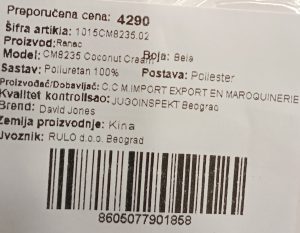 Preporučena cena: 4290
Šifra artikla: 1015CM8235.02
Proizvod: Ranac Boja: Bela
Model: CM8235 Coconut Cream
Sastav: Poliuretan 100% Postava: Poliester
Proizvođač/Dobavljač: C.C.M.IMPORT EXPORT EN MAROQUINERIE
Kvalitet kontrolisao: JUGOINSPEKT Beograd
Brend: David Jones
Zemlja proizvodnje: Kina
Uvoznik: RULO d.o.o. Beograd
8605077901858